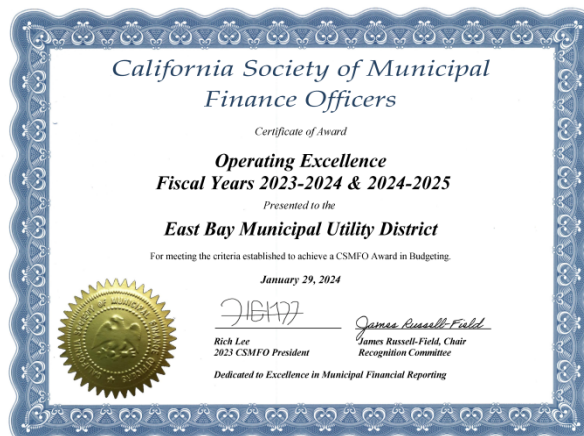 California Society of Municipal
Finance Officers
Certificate of Award
Operating Excellence
Fiscal Years 2023-2024 & 2024-2025
Presented to the
East Bay Municipal Utility District
For meeting the criteria established to achieve a CSMFO Award in Budgeting.
January 29, 2024
James Russell-Field
Rich Lee
2023 CSMFO President
James Russell-Field, Chair
Recognition Committee
Dedicated to Excellence in Municipal Financial Reporting